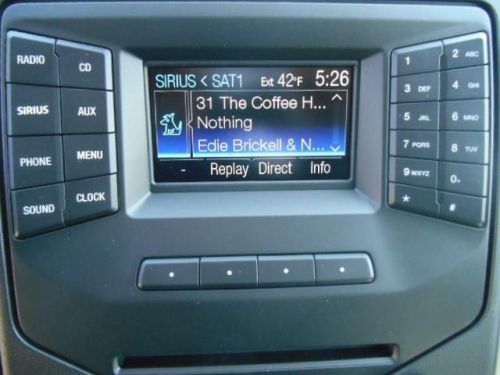 RADIO
CD
SIRIUS
AUX
PHONE
MENU
SOUND
CLOCK
SIRIUS < SAT1 Ext 42°F 5:26
31 The Coffee H...
Nothing
Edie Brickell & N...
- Replay Direct Info
1
2 ABC
3 DEF
4 GHI
5 JKL
6 MNO
7 PQRS
8 TUV
9 WXYZ
0
*
#